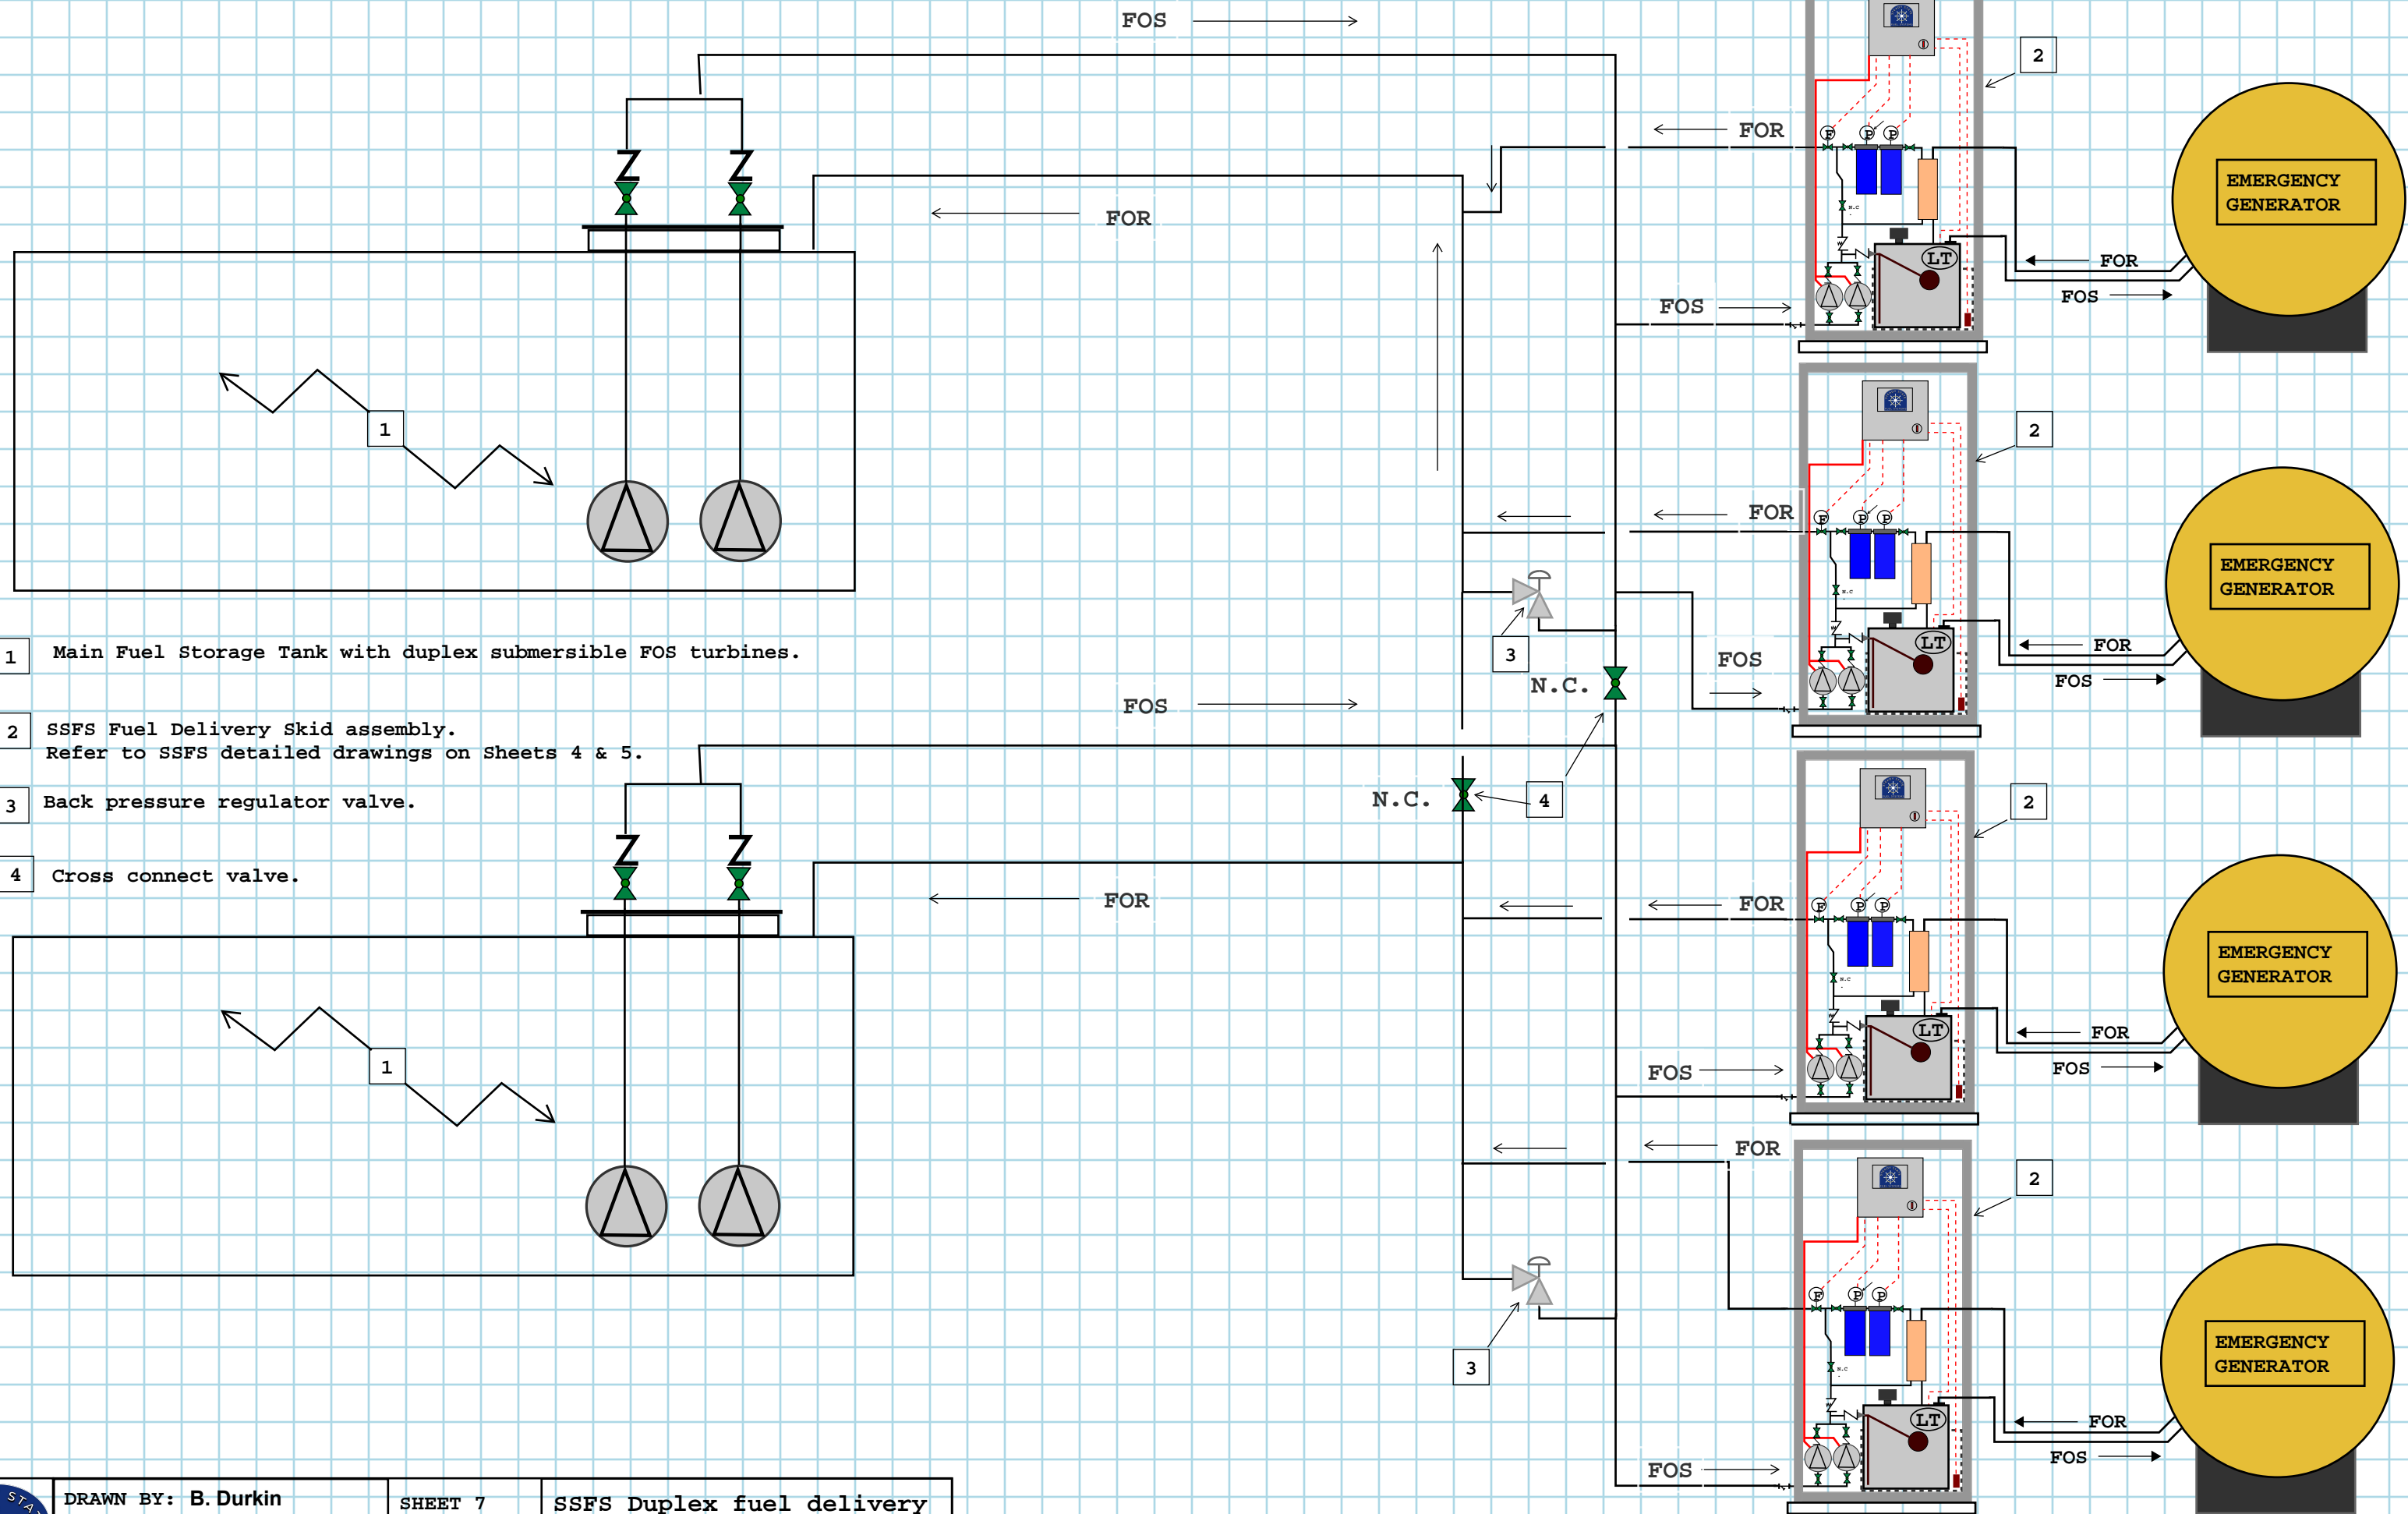 FOS
2
FOR
F
P
P
EMERGENCY
GENERATOR
FOR
N.C
LT
FOR
FOS
FOS
1
2
FOR
F
P
P
EMERGENCY
GENERATOR
N.C
3
FOS
LT
FOR
FOS
N.C.
1 Main Fuel Storage Tank with duplex submersible FOS turbines.
FOS
2 SSFS Fuel Delivery Skid assembly.
Refer to SSFS detailed drawings on Sheets 4 & 5.
3 Back pressure regulator valve.
N.C.
4
2
4 Cross connect valve.
FOR
FOR
F
P
P
EMERGENCY
GENERATOR
N.C
LT
FOR
FOS
1
FOS
FOR
2
F
P
P
EMERGENCY
GENERATOR
N.C
3
LT
FOR
FOS
FOS
DRAWN BY: B. Durkin
SHEET 7
SSFS Duplex fuel delivery